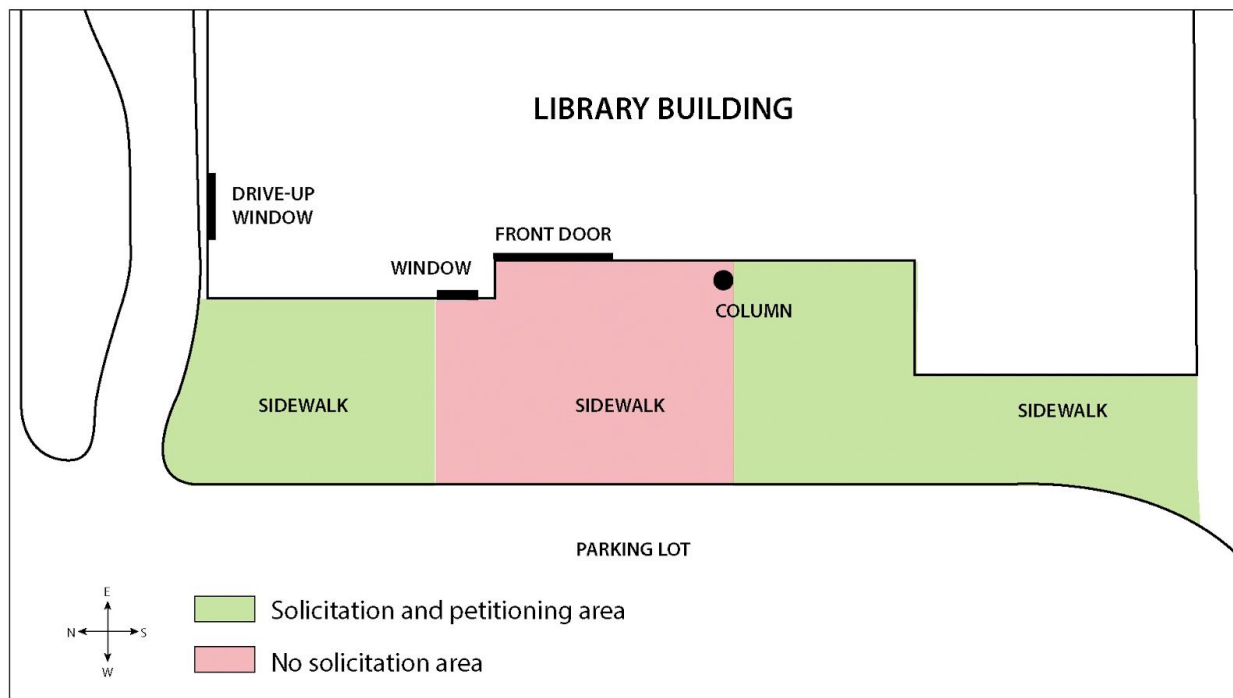 LIBRARY BUILDING
DRIVE-UP
WINDOW
FRONT DOOR
WINDOW
COLUMN
SIDEWALK
SIDEWALK
SIDEWALK
PARKING LOT
E
N
S
W
Solicitation and petitioning area
No solicitation area